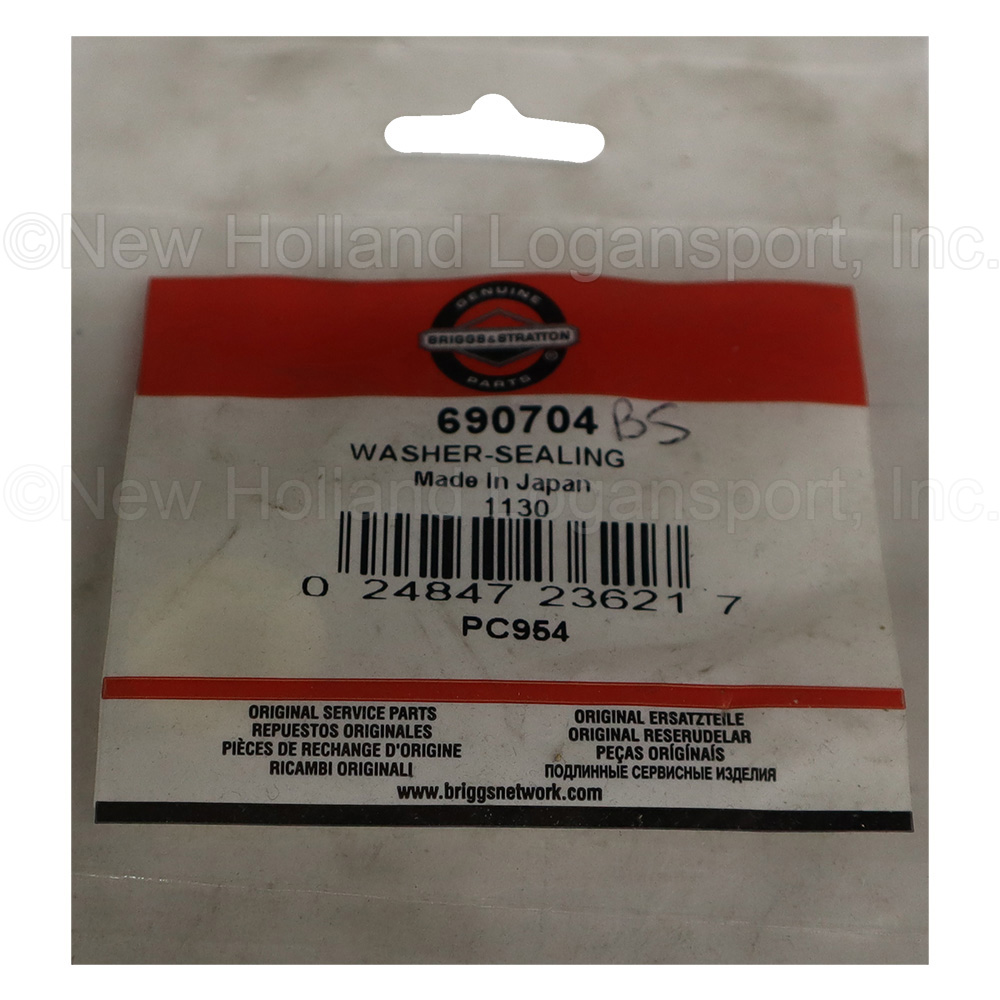 ©New Holland Logansport, Inc.
GENUINE
BRIGGS & STRATTON
®
PARTS
690704 BS
WASHER-SEALING
Made In Japan
©New Holland Logansport, Inc.
1130
0 24847 23621 7
PC954
ORIGINAL SERVICE PARTS
REPUESTOS ORIGINALES
PIÈCES DE RECHANGE D'ORIGINE
RICAMBI ORIGINALI
ORIGINAL ERSATZTEILE
ORIGINAL RESERUDELAR
PEÇAS ORIGÍNAÍS
ПОДЛИННЫЕ СЕРВИСНЫЕ ИЗДЕЛИЯ
www.briggsnetwork.com